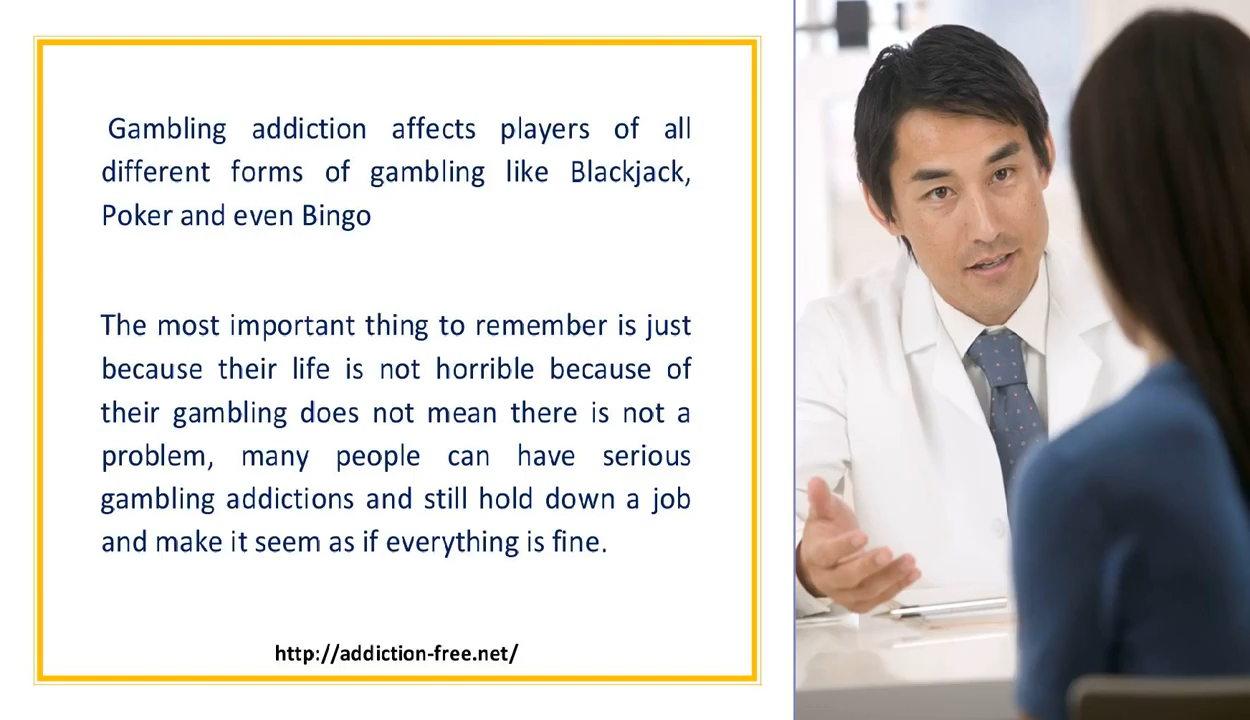 Gambling addiction affects players of all
different forms of gambling like Blackjack,
Poker and even Bingo
The most important thing to remember is just
because their life is not horrible because of
their gambling does not mean there is not a
problem, many people can have serious
gambling addictions and still hold down a job
and make it seem as if everything is fine.
http://addiction-free.net/